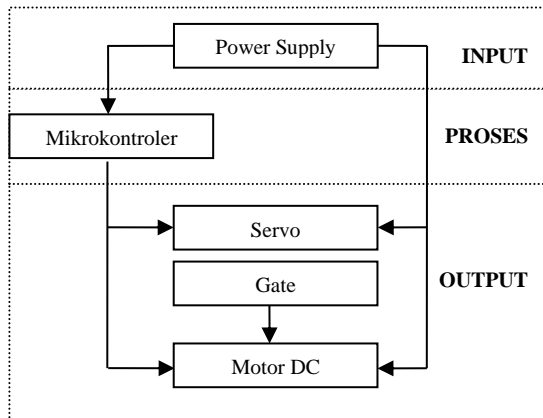 Power Supply
INPUT
Mikrokontroler
PROSES
Servo
Gate
OUTPUT
Motor DC